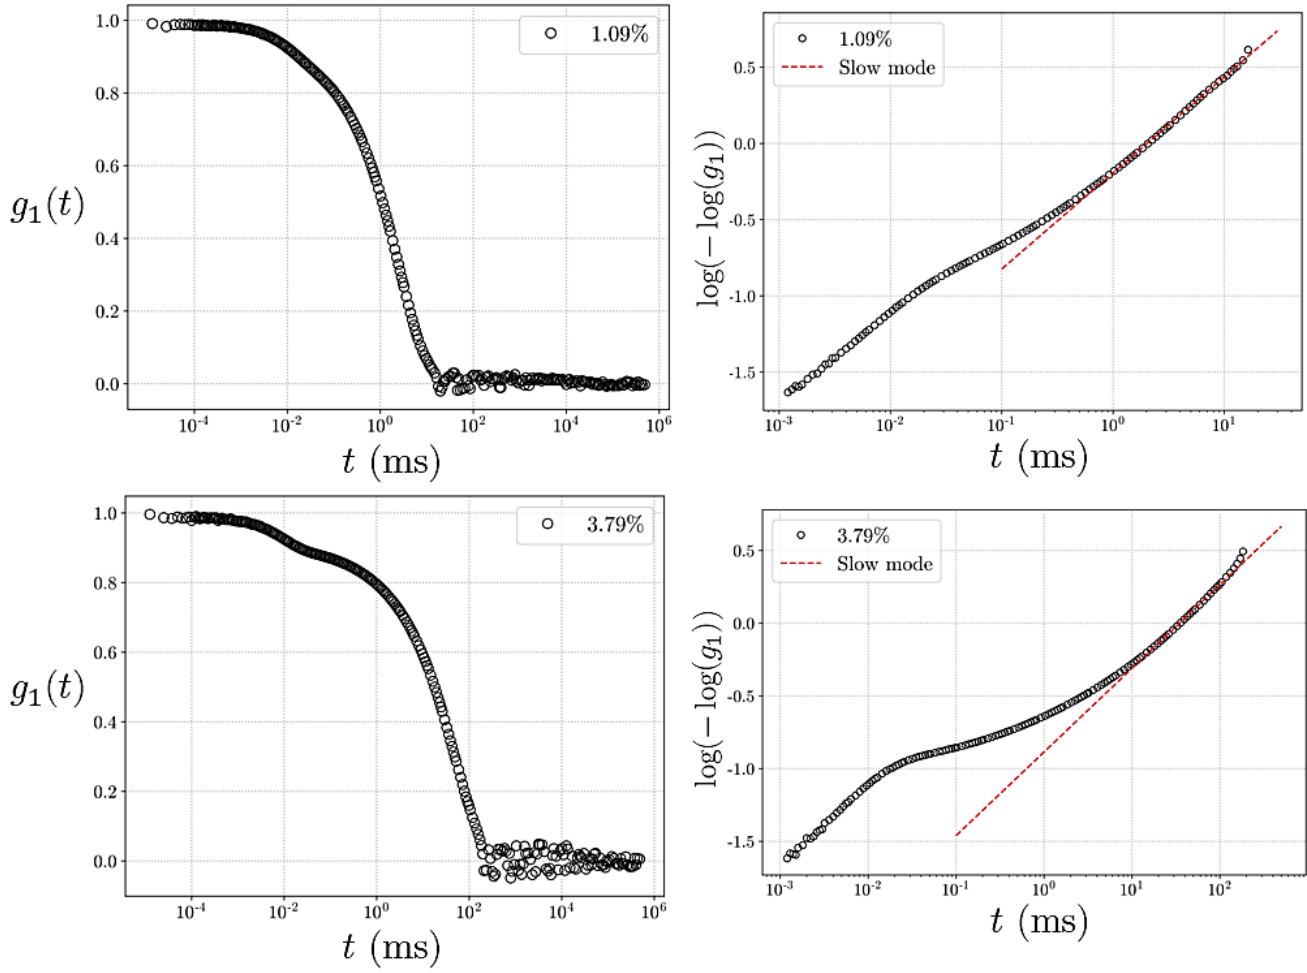 1.0
0.8
0.6
0.4
0.2
0.0
g₁(t)
1.09%
10⁻⁴ 10⁻² 10⁰ 10² 10⁴ 10⁶
t (ms)
0.5
0.0
-0.5
-1.0
-1.5
log(− log(g₁))
1.09%
Slow mode
10⁻³ 10⁻² 10⁻¹ 10⁰ 10¹
t (ms)
1.0
0.8
0.6
0.4
0.2
0.0
g₁(t)
3.79%
10⁻⁴ 10⁻² 10⁰ 10² 10⁴ 10⁶
t (ms)
0.5
0.0
-0.5
-1.0
-1.5
log(− log(g₁))
3.79%
Slow mode
10⁻³ 10⁻² 10⁻¹ 10⁰ 10¹ 10²
t (ms)